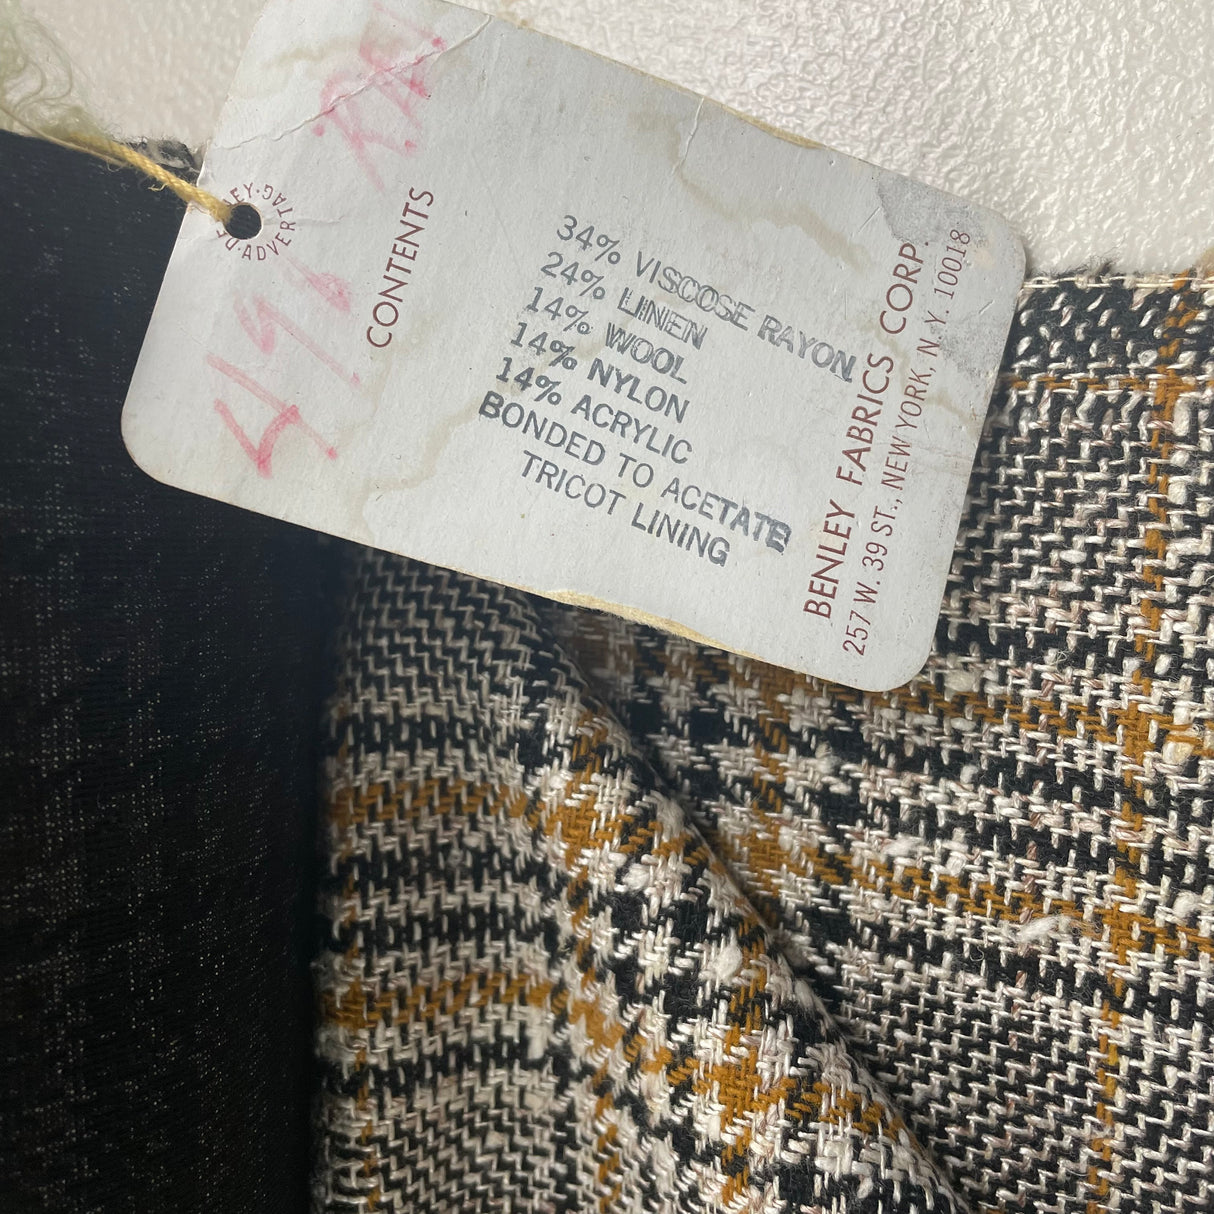 CONTENTS
34% VISCOSE RAYON
24% LINEN
14% WOOL
14% NYLON
14% ACRYLIC
BONDED TO ACETATE
TRICOT LINING
BENLEY FABRICS CORP.
257 W. 39 ST., NEW YORK, N. Y. 10018
ADVERTAG